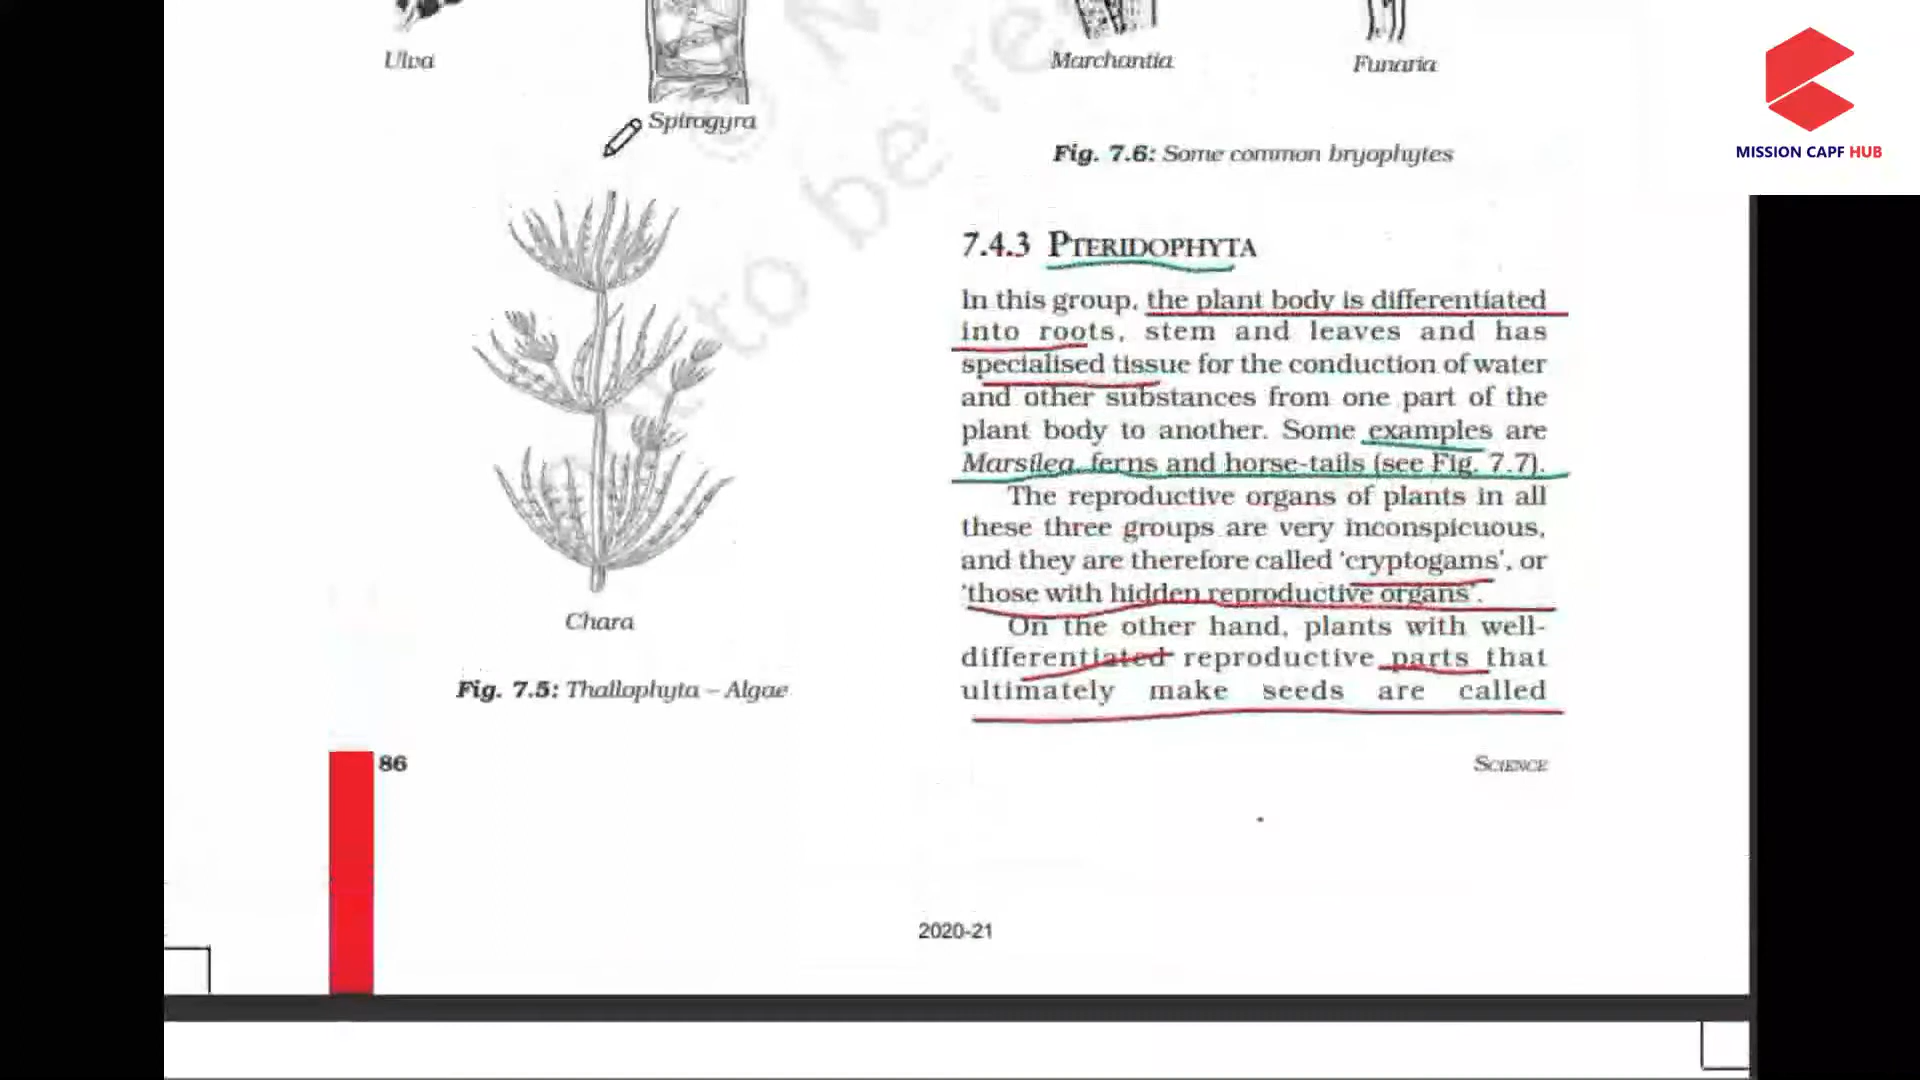 Ulva
Spirogyra
Chara
Fig. 7.5: Thallophyta – Algae
86
Marchantia
Funaria
Fig. 7.6: Some common bryophytes
7.4.3 PTERIDOPHYTA
In this group, the plant body is differentiated
into roots, stem and leaves and has
specialised tissue for the conduction of water
and other substances from one part of the
plant body to another. Some examples are
Marsilea, ferns and horse-tails (see Fig. 7.7).
The reproductive organs of plants in all
these three groups are very inconspicuous,
and they are therefore called 'cryptogams', or
'those with hidden reproductive organs'.
On the other hand, plants with well-
differentiated reproductive parts that
ultimately make seeds are called
SCIENCE
2020-21
MISSION CAPF HUB
to be re